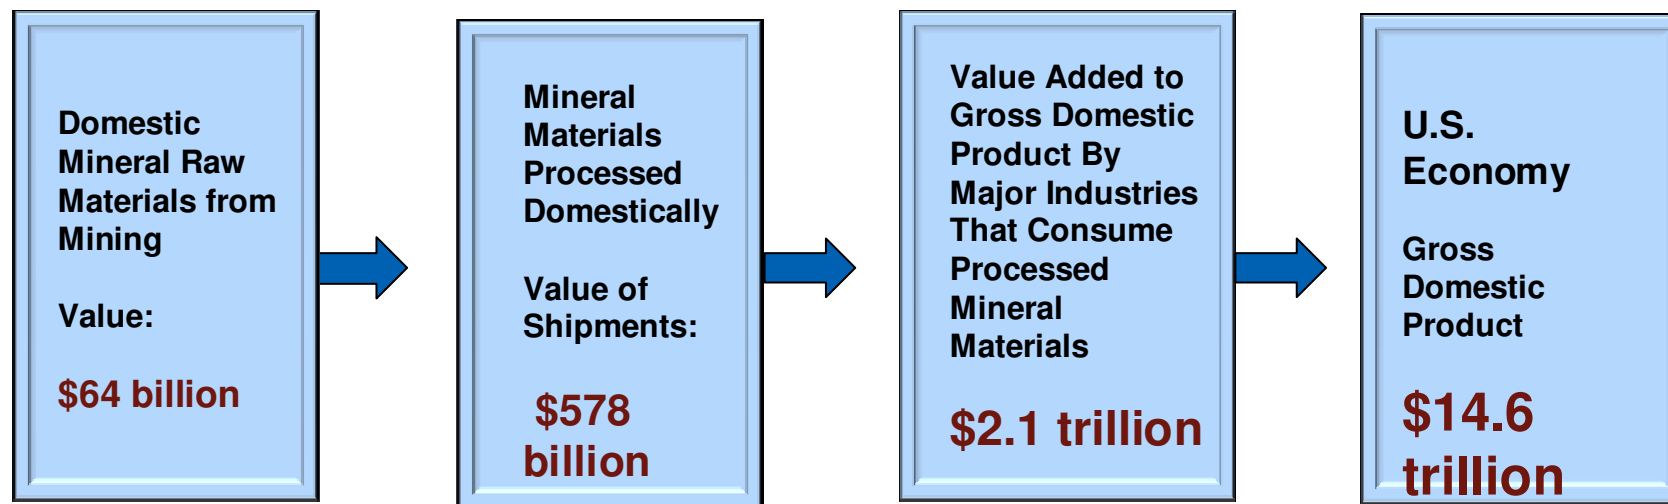 Domestic
Mineral Raw
Materials from
Mining
Value:
$64 billion
Mineral
Materials
Processed
Domestically
Value of
Shipments:
$578
billion
Value Added to
Gross Domestic
Product By
Major Industries
That Consume
Processed
Mineral
Materials
$2.1 trillion
U.S.
Economy
Gross
Domestic
Product
$14.6
trillion